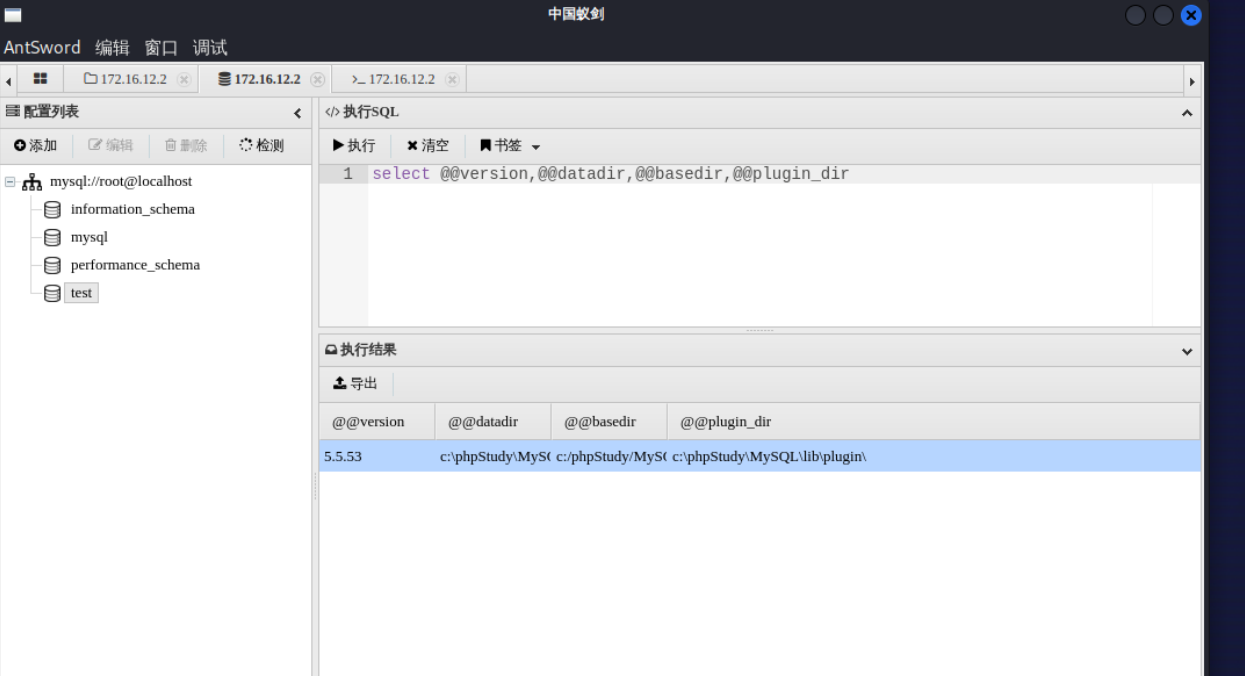 中国蚁剑
AntSword 编辑 窗口 调试
172.16.12.2 172.16.12.2 >_ 172.16.12.2
配置列表
添加 编辑 删除 检测
mysql://root@localhost
information_schema
mysql
performance_schema
test
</> 执行SQL
执行 清空 书签
1 select @@version,@@datadir,@@basedir,@@plugin_dir
执行结果
导出
@@version @@datadir @@basedir @@plugin_dir
5.5.53 c:\phpStudy\MyS c:/phpStudy/MyS c:\phpStudy\MySQL\lib\plugin\